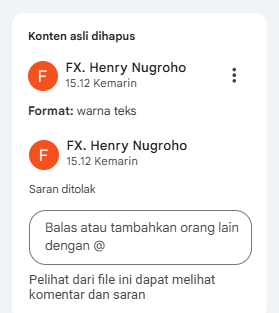 Konten asli dihapus
F
FX. Henry Nugroho
15.12 Kemarin
Format: warna teks
F
FX. Henry Nugroho
15.12 Kemarin
Saran ditolak
Balas atau tambahkan orang lain
dengan @
Pelihat dari file ini dapat melihat
komentar dan saran